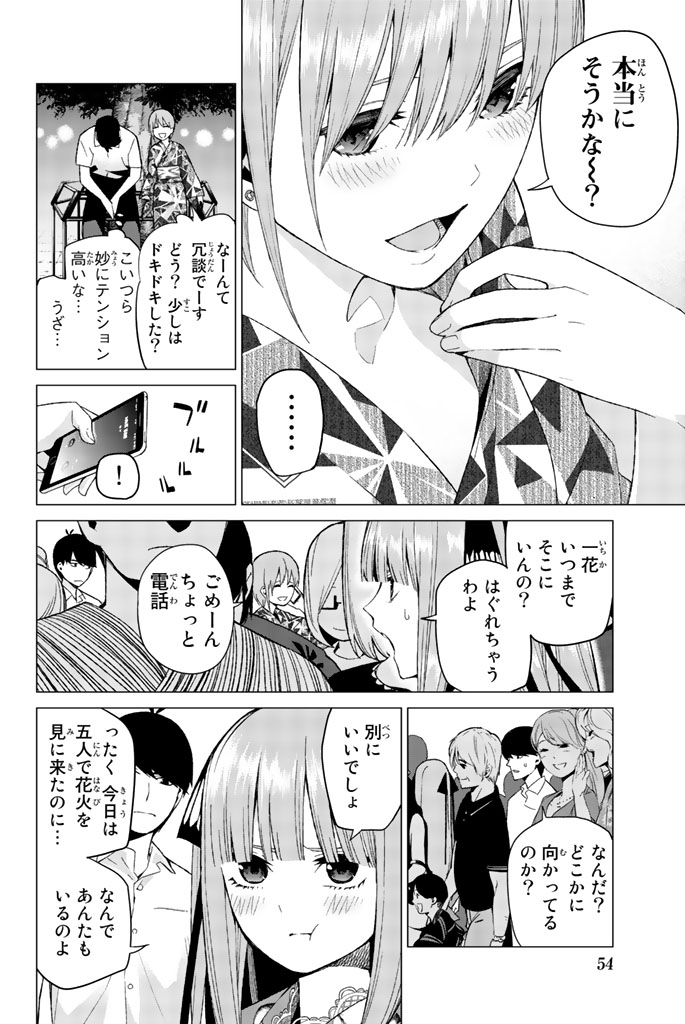 本当に
そうかな〜？
……
なーんて
冗談でーす
どう？少しは
ドキドキした？
こいつら
妙にテンション
高いな…
うざ…
ブルルル
！
一花
いつまで
そこに
いんの？
はぐれちゃう
わよ
ごめーん
ちょっと
電話
なんだ？
どこかに
向かってる
のか？
別に
いいでしょ
ったく 今日は
五人で花火を
見に来たのに…
なんで
あんたも
いるのよ
54